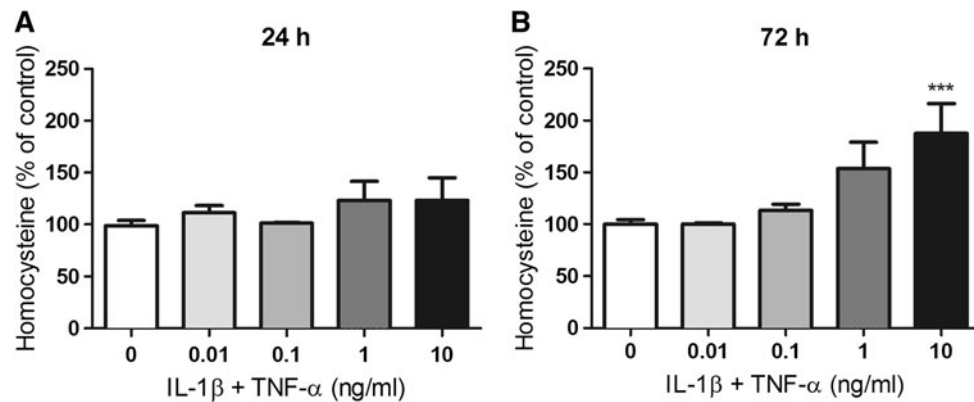 A
24 h
Homocysteine (% of control)
250
200
150
100
50
0
0 0.01 0.1 1 10
IL-1β + TNF-α (ng/ml)
B
72 h
Homocysteine (% of control)
250
200
150
100
50
0
***
0 0.01 0.1 1 10
IL-1β + TNF-α (ng/ml)